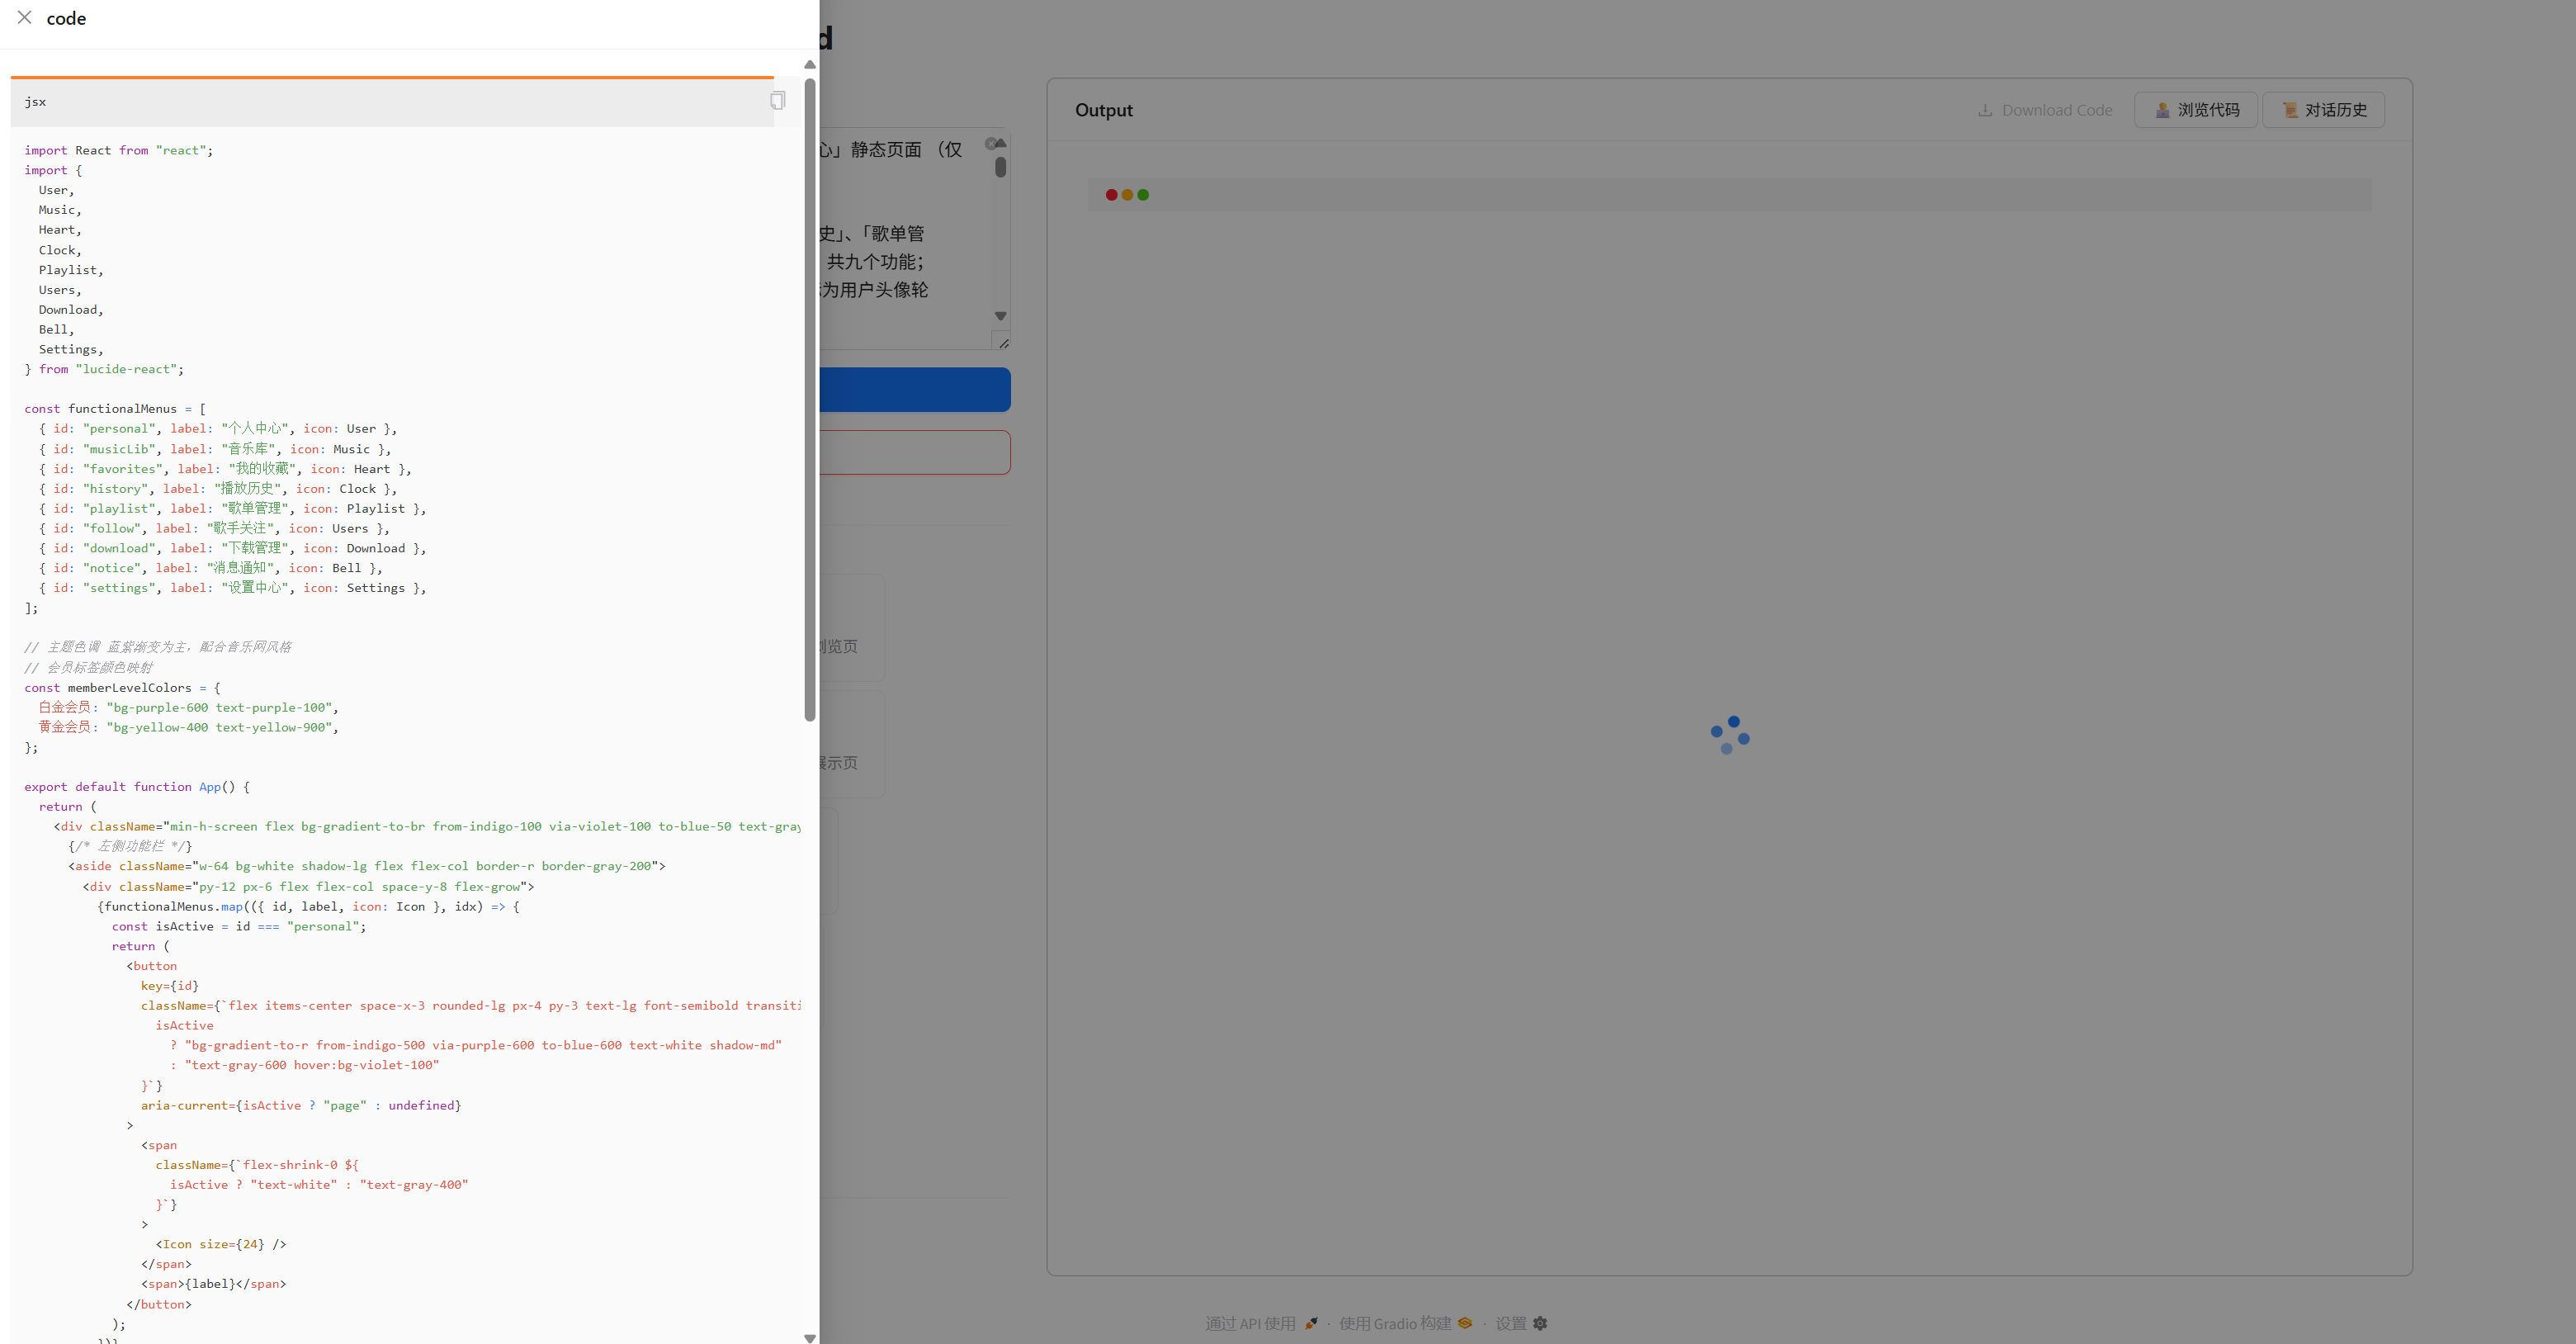 code
jsx
import React from "react";
import {
User,
Music,
Heart,
Clock,
Playlist,
Users,
Download,
Bell,
Settings,
} from "lucide-react";
const functionalMenus = [
{ id: "personal", label: "个人中心", icon: User },
{ id: "musicLib", label: "音乐库", icon: Music },
{ id: "favorites", label: "我的收藏", icon: Heart },
{ id: "history", label: "播放历史", icon: Clock },
{ id: "playlist", label: "歌单管理", icon: Playlist },
{ id: "follow", label: "歌手关注", icon: Users },
{ id: "download", label: "下载管理", icon: Download },
{ id: "notice", label: "消息通知", icon: Bell },
{ id: "settings", label: "设置中心", icon: Settings },
];
// 主题色调 蓝紫渐变为主，配合音乐网风格
// 会员标签颜色映射
const memberLevelColors = {
白金会员: "bg-purple-600 text-purple-100",
黄金会员: "bg-yellow-400 text-yellow-900",
};
export default function App() {
return (
<div className="min-h-screen flex bg-gradient-to-br from-indigo-100 via-violet-100 to-blue-50 text-gray
{/* 左侧功能栏 */}
<aside className="w-64 bg-white shadow-lg flex flex-col border-r border-gray-200">
<div className="py-12 px-6 flex flex-col space-y-8 flex-grow">
{functionalMenus.map(({ id, label, icon: Icon }, idx) => {
const isActive = id === "personal";
return (
<button
key={id}
className={`flex items-center space-x-3 rounded-lg px-4 py-3 text-lg font-semibold transiti
isActive
? "bg-gradient-to-r from-indigo-500 via-purple-600 to-blue-600 text-white shadow-md"
: "text-gray-600 hover:bg-violet-100"
}`}
aria-current={isActive ? "page" : undefined}
>
<span
className={`flex-shrink-0 ${
isActive ? "text-white" : "text-gray-400"
}`}
>
<Icon size={24} />
</span>
<span>{label}</span>
</button>
);
})}
d
心」静态页面 （仅
史」、「歌单管
共九个功能；
为用户头像轮
浏览页
展示页
Output
Download Code
浏览代码
对话历史
通过 API 使用 · 使用 Gradio 构建 · 设置